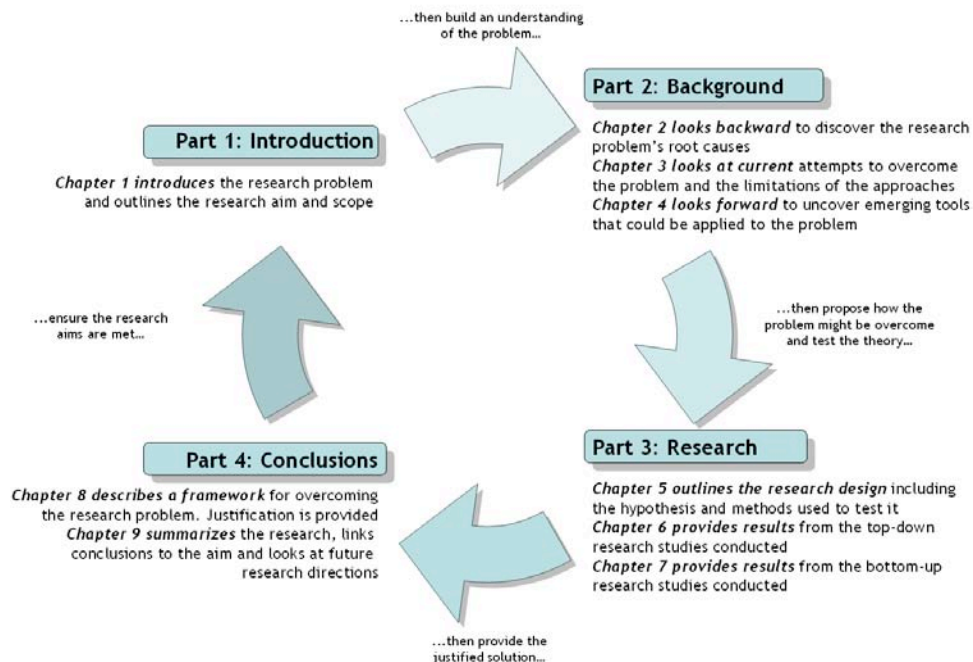 ...then build an understanding
of the problem...
Part 1: Introduction
Chapter 1 introduces the research problem
and outlines the research aim and scope
Part 2: Background
Chapter 2 looks backward to discover the research
problem's root causes
Chapter 3 looks at current attempts to overcome
the problem and the limitations of the approaches
Chapter 4 looks forward to uncover emerging tools
that could be applied to the problem
...then propose how the
problem might be overcome
and test the theory...
Part 3: Research
Chapter 5 outlines the research design including
the hypothesis and methods used to test it
Chapter 6 provides results from the top-down
research studies conducted
Chapter 7 provides results from the bottom-up
research studies conducted
...then provide the
justified solution...
Part 4: Conclusions
Chapter 8 describes a framework for overcoming
the research problem. Justification is provided
Chapter 9 summarizes the research, links
conclusions to the aim and looks at future
research directions
...ensure the research
aims are met...